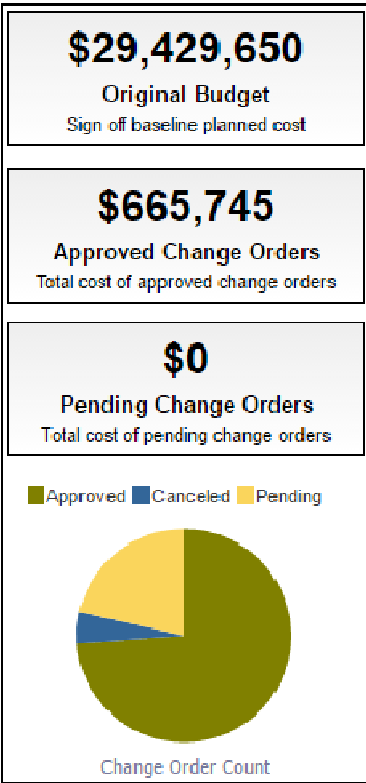 $29,429,650
Original Budget
Sign off baseline planned cost
$665,745
Approved Change Orders
Total cost of approved change orders
$0
Pending Change Orders
Total cost of pending change orders
Approved Canceled Pending
Change Order Count